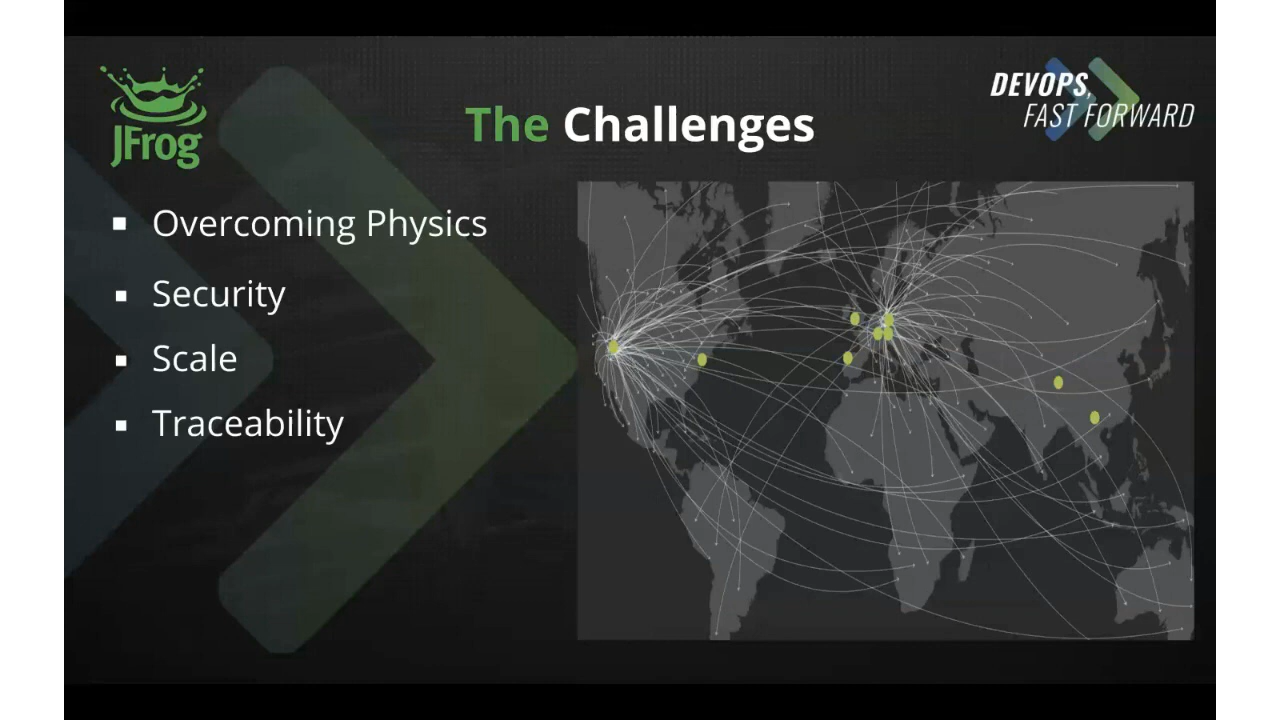 JFrog
The Challenges
DEVOPS,
FAST FORWARD
Overcoming Physics
Security
Scale
Traceability